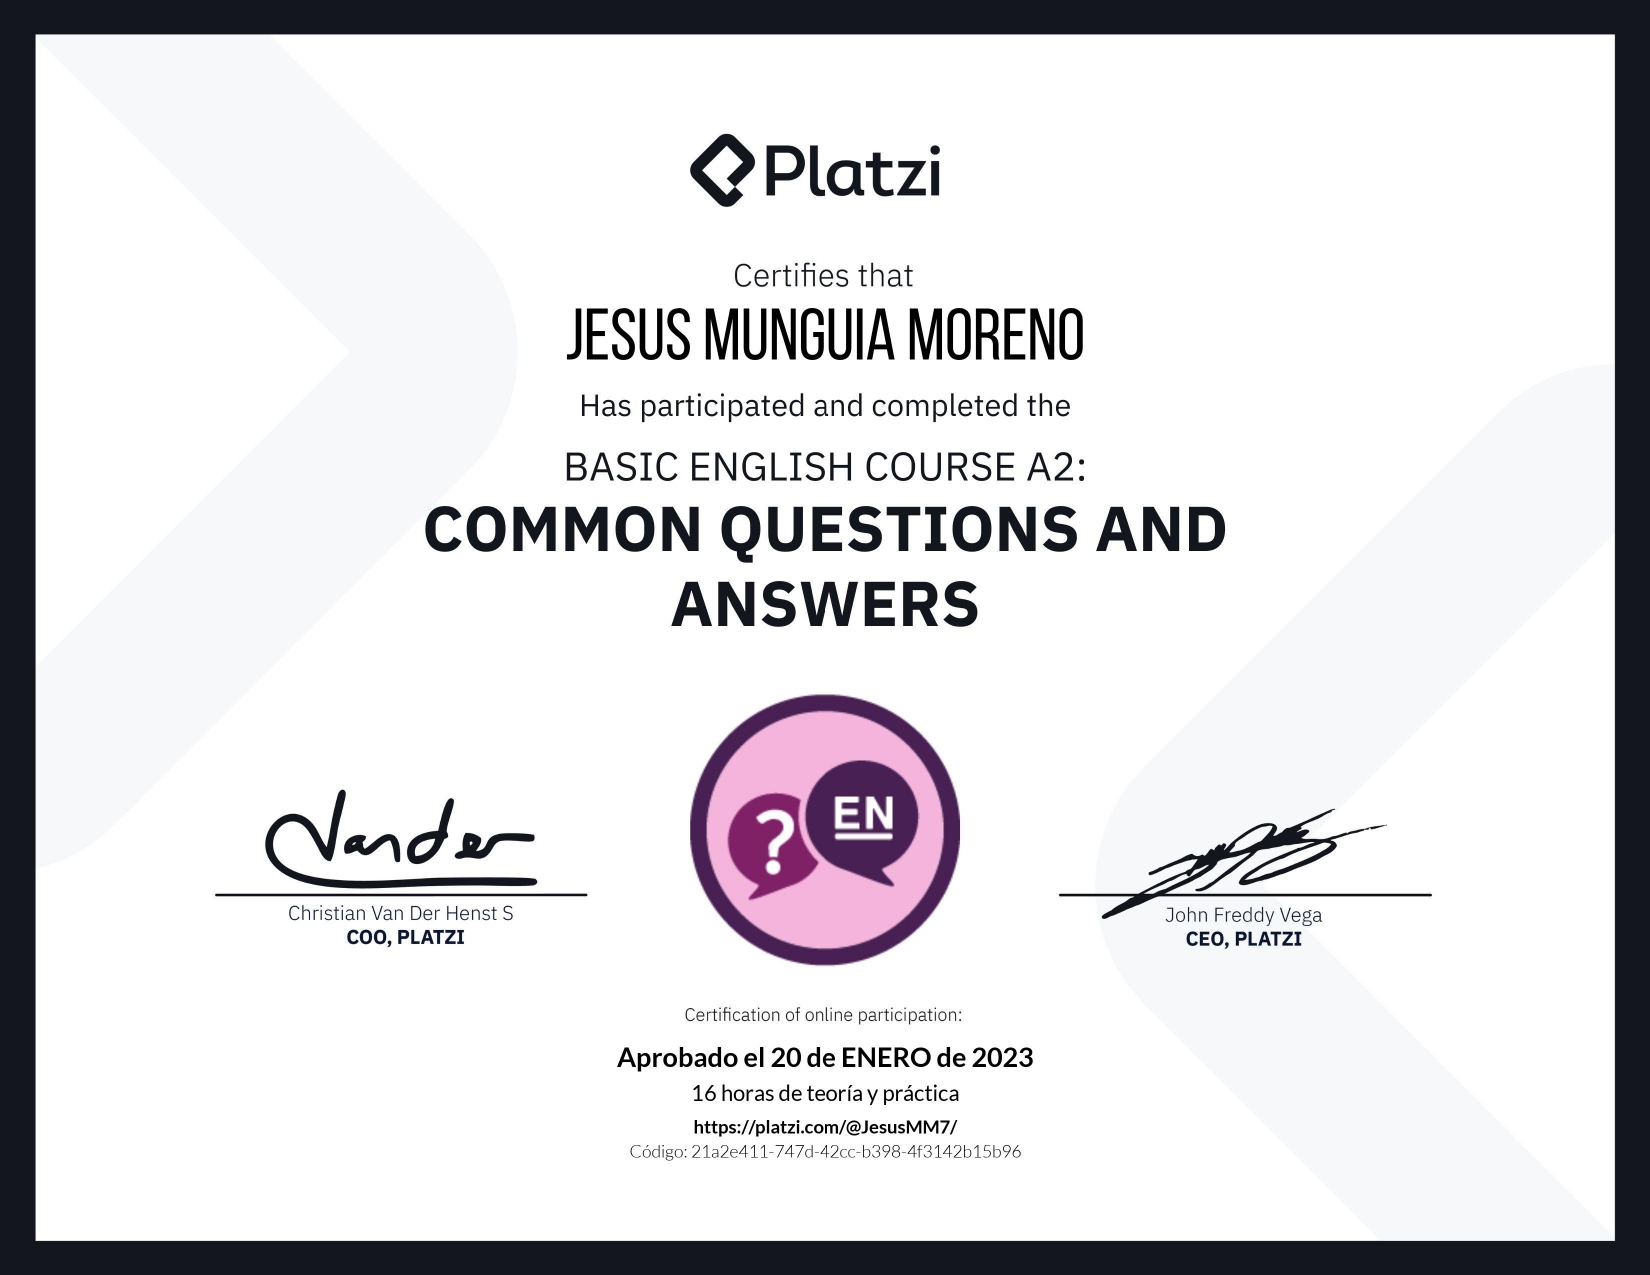 Platzi
Certifies that
JESUS MUNGUIA MORENO
Has participated and completed the
BASIC ENGLISH COURSE A2:
COMMON QUESTIONS AND
ANSWERS
? EN
Vander
Christian Van Der Henst S
COO, PLATZI
John Freddy Vega
CEO, PLATZI
Certification of online participation:
Aprobado el 20 de ENERO de 2023
16 horas de teoría y práctica
https://platzi.com/@JesusMM7/
Código: 21a2e411-747d-42cc-b398-4f3142b15b96